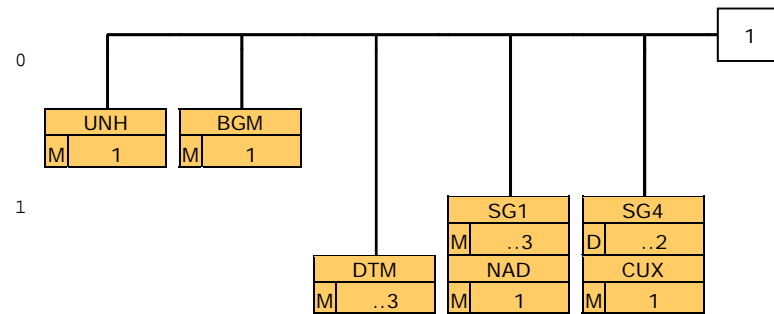 1
0
UNH BGM
M 1 M 1
1
SG1 SG4
M ..3 D ..2
DTM NAD CUX
M ..3 M 1 M 1